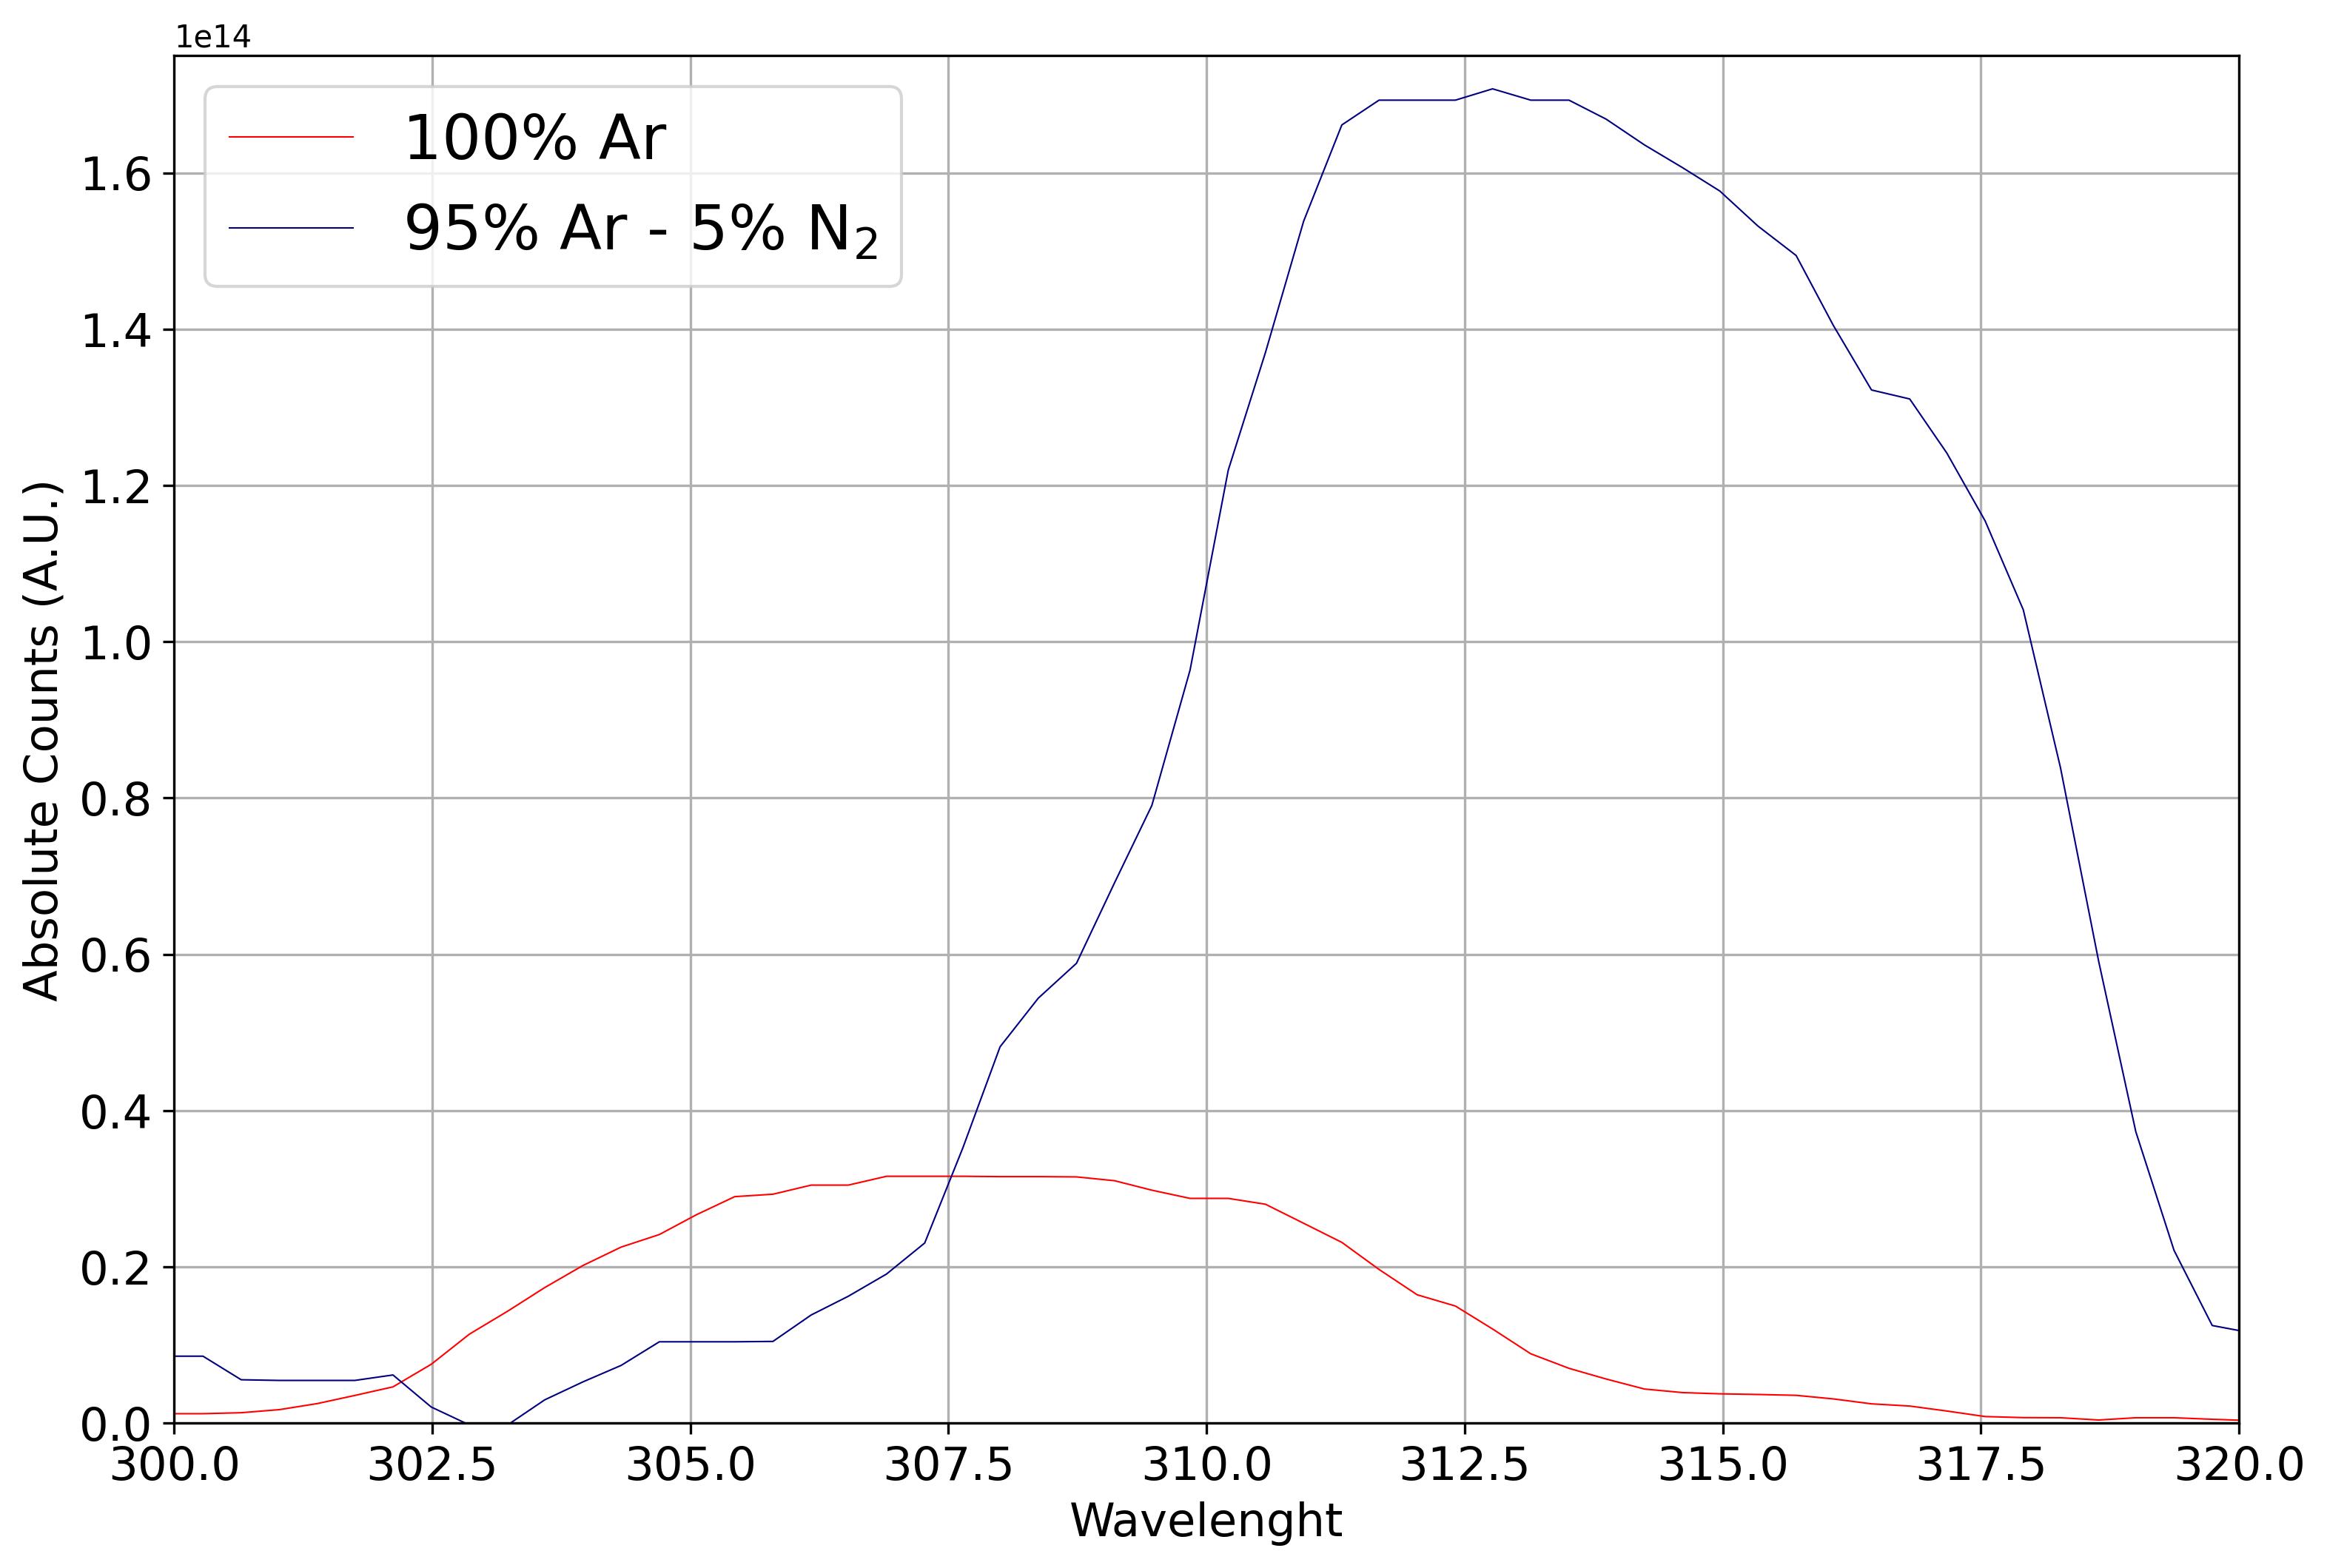 1e14
100% Ar
95% Ar - 5% N₂
1.6
1.4
1.2
1.0
0.8
0.6
0.4
0.2
0.0
Absolute Counts (A.U.)
300.0 302.5 305.0 307.5 310.0 312.5 315.0 317.5 320.0
Wavelenght